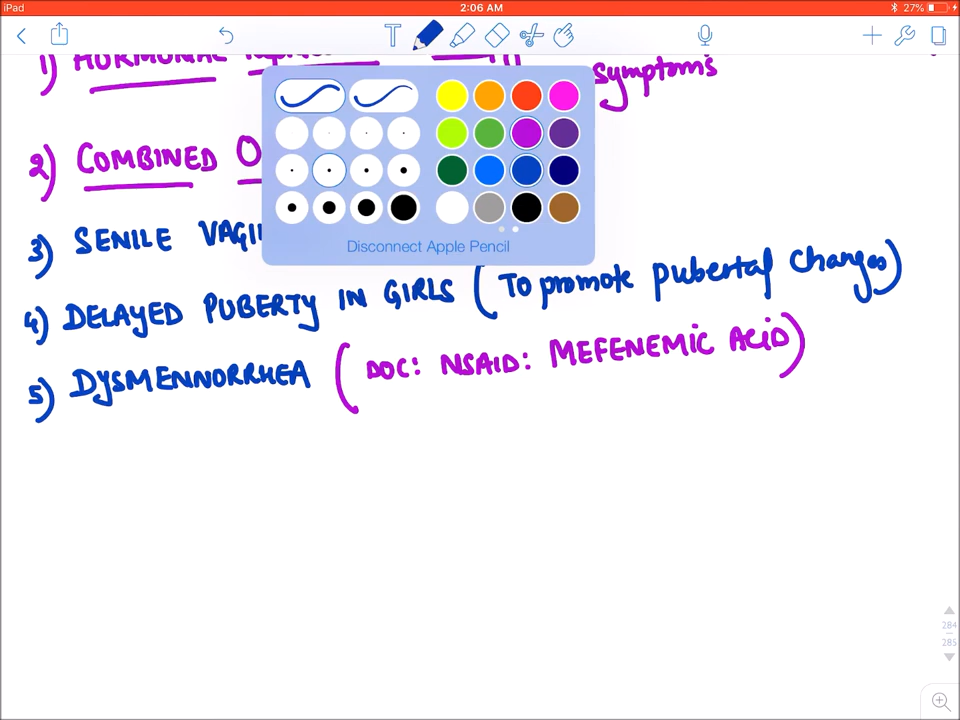 iPad 2:06 AM 27%
T
1) HORMONAL symptoms
2) COMBINED O
3) SENILE VAGI
4) DELAYED PUBERTY IN GIRLS (To promote pubertal changes)
5) DYSMENNORRHEA (DOC: NSAID: MEFENEMIC ACID)
Disconnect Apple Pencil
284
285